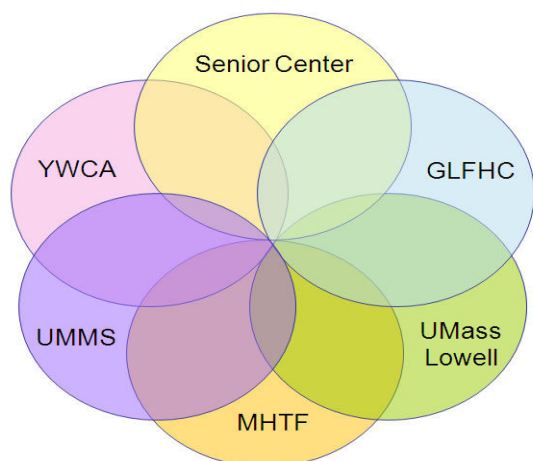 Senior Center
YWCA
GLFHC
UMMS
UMass
Lowell
MHTF